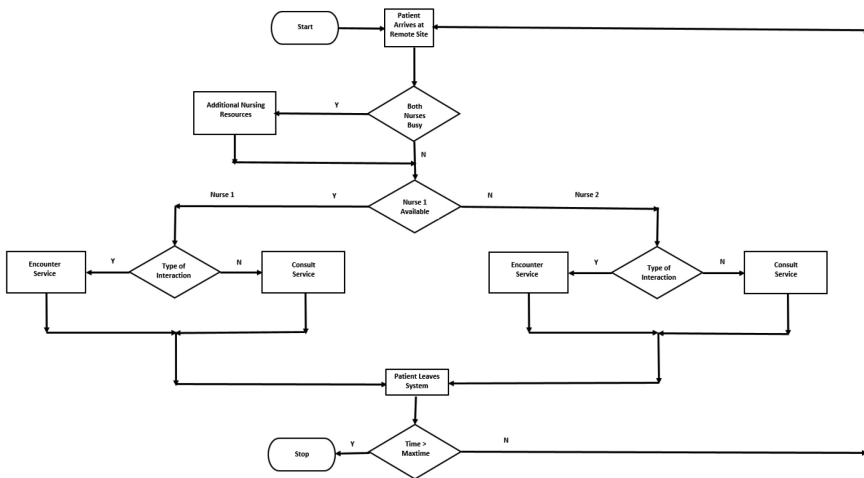 Start
Patient
Arrives at
Remote Site
Additional Nursing
Resources
Y
Both
Nurses
Busy
N
Nurse 1
Y
Nurse 1
Available
N
Nurse 2
Encounter
Service
Y
Type of
Interaction
N
Consult
Service
Encounter
Service
Y
Type of
Interaction
N
Consult
Service
Patient Leaves
System
Stop
Y
Time >
Maxtime
N